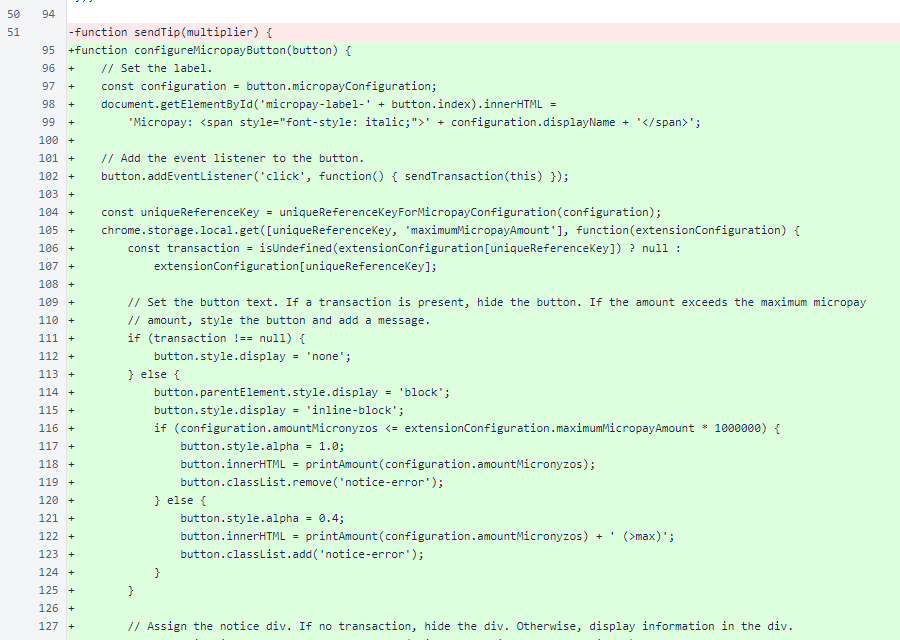 50 94
51 -function sendTip(multiplier) {
95 +function configureMicropayButton(button) {
96 +    // Set the label.
97 +    const configuration = button.micropayConfiguration;
98 +    document.getElementById('micropay-label-' + button.index).innerHTML =
99 +        'Micropay: <span style="font-style: italic;">' + configuration.displayName + '</span>';
100 +
101 +    // Add the event listener to the button.
102 +    button.addEventListener('click', function() { sendTransaction(this) });
103 +
104 +    const uniqueReferenceKey = uniqueReferenceKeyForMicropayConfiguration(configuration);
105 +    chrome.storage.local.get([uniqueReferenceKey, 'maximumMicropayAmount'], function(extensionConfiguration) {
106 +        const transaction = isUndefined(extensionConfiguration[uniqueReferenceKey]) ? null :
107 +            extensionConfiguration[uniqueReferenceKey];
108 +
109 +        // Set the button text. If a transaction is present, hide the button. If the amount exceeds the maximum micropay
110 +        // amount, style the button and add a message.
111 +        if (transaction !== null) {
112 +            button.style.display = 'none';
113 +        } else {
114 +            button.parentElement.style.display = 'block';
115 +            button.style.display = 'inline-block';
116 +            if (configuration.amountMicronyzos <= extensionConfiguration.maximumMicropayAmount * 1000000) {
117 +                button.style.alpha = 1.0;
118 +                button.innerHTML = printAmount(configuration.amountMicronyzos);
119 +                button.classList.remove('notice-error');
120 +            } else {
121 +                button.style.alpha = 0.4;
122 +                button.innerHTML = printAmount(configuration.amountMicronyzos) + ' (>max)';
123 +                button.classList.add('notice-error');
124 +            }
125 +        }
126 +
127 +        // Assign the notice div. If no transaction, hide the div. Otherwise, display information in the div.